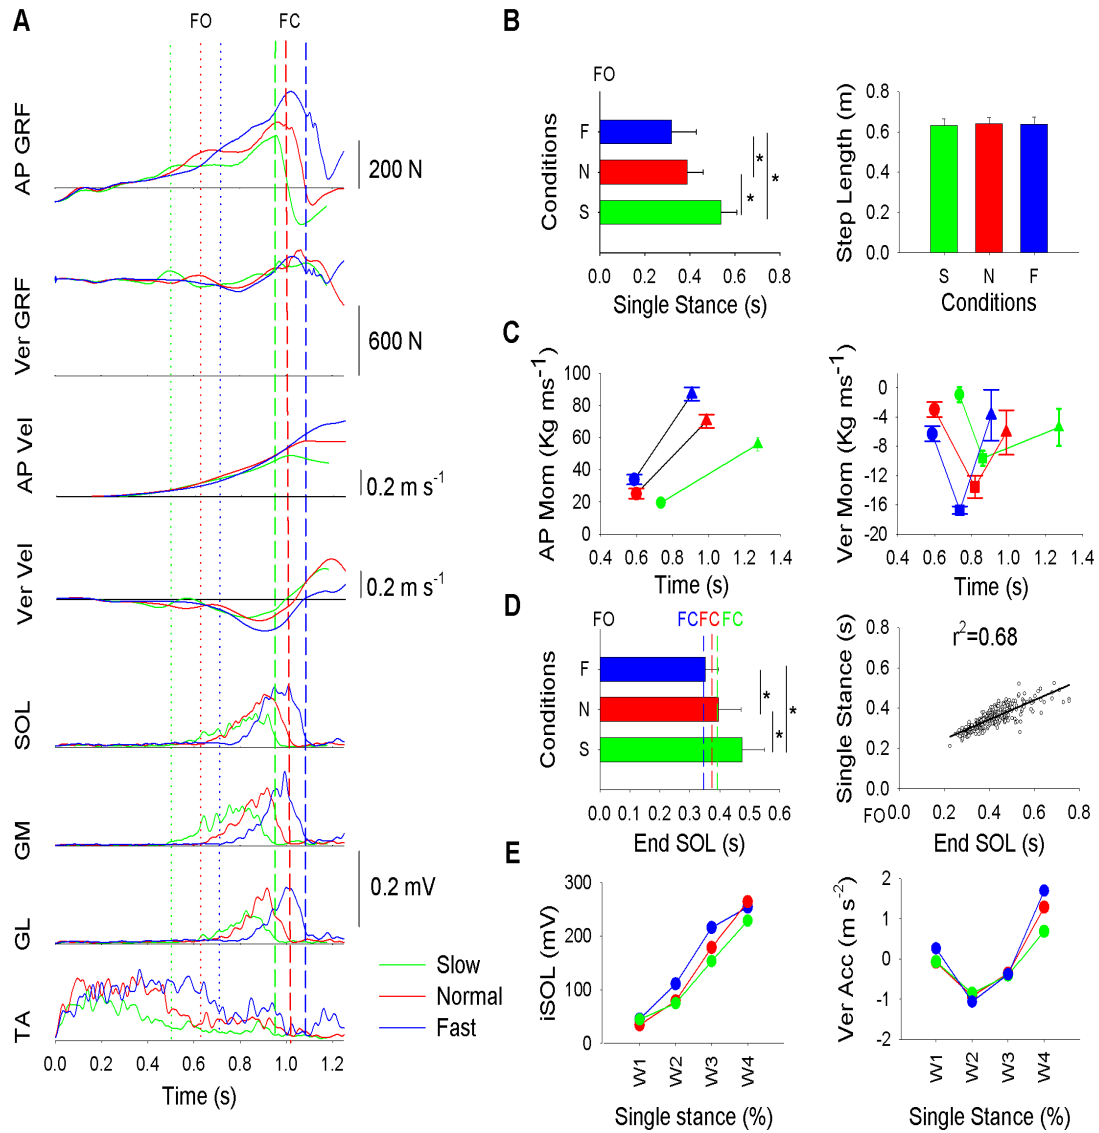 A
FO
FC
AP GRF
200 N
Ver GRF
600 N
AP Vel
0.2 m s-1
Ver Vel
0.2 m s-1
SOL
GM
0.2 mV
GL
TA
Slow
Normal
Fast
0.0 0.2 0.4 0.6 0.8 1.0 1.2
Time (s)
B
FO
Conditions
F
N
S
*
*
*
0.0 0.2 0.4 0.6 0.8
Single Stance (s)
Step Length (m)
0.8
0.6
0.4
0.2
0.0
S N F
Conditions
C
AP Mom (Kg ms-1)
100
80
60
40
20
0
0.4 0.6 0.8 1.0 1.2 1.4
Time (s)
Ver Mom (Kg ms-1)
0
-4
-8
-12
-16
-20
0.4 0.6 0.8 1.0 1.2 1.4
Time (s)
D
FO
FC FC FC
Conditions
F
N
S
*
*
*
0.0 0.1 0.2 0.3 0.4 0.5 0.6
End SOL (s)
Single Stance (s)
r2=0.68
0.8
0.6
0.4
0.2
0.0
FO
0.0 0.2 0.4 0.6 0.8
End SOL (s)
E
iSOL (mV)
300
200
100
0
W1 W2 W3 W4
Single stance (%)
Ver Acc (m s-2)
2
1
0
-1
-2
W1 W2 W3 W4
Single Stance (%)